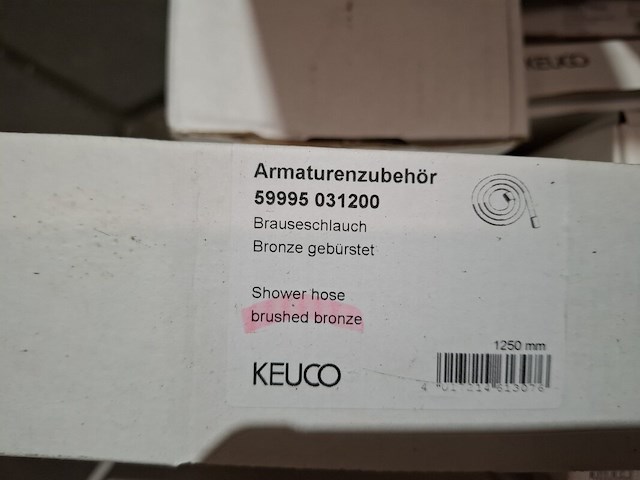 KEUCO
Armaturenzubehör
59995 031200
Brauseschlauch
Bronze gebürstet
Shower hose
brushed bronze
1250 mm
KEUCO